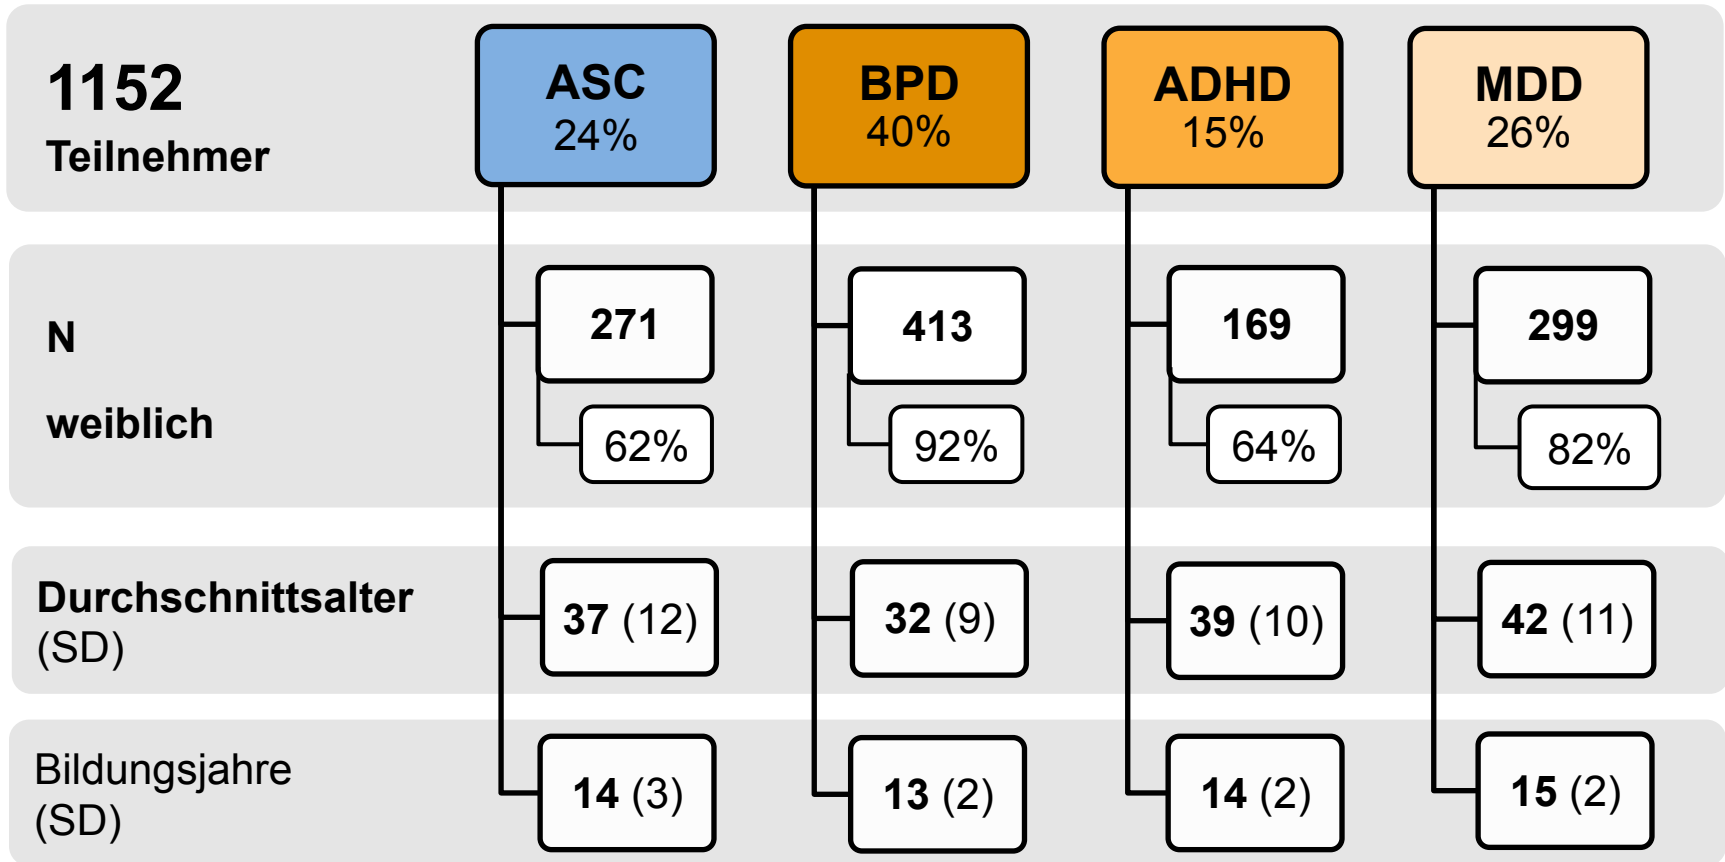 1152
Teilnehmer
ASC
24%
BPD
40%
ADHD
15%
MDD
26%
N
271
413
169
299
weiblich
62%
92%
64%
82%
Durchschnittsalter
(SD)
37 (12)
32 (9)
39 (10)
42 (11)
Bildungsjahre
(SD)
14 (3)
13 (2)
14 (2)
15 (2)